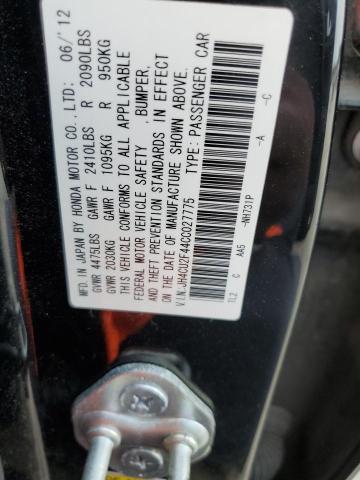 MFD. IN JAPAN BY HONDA MOTOR CO., LTD: 06/'12
GVWR 4475LBS GAWR F 2410LBS R 2090LBS
GVWR 2030KG GAWR F 1095KG R 950KG
THIS VEHICLE CONFORMS TO ALL APPLICABLE
FEDERAL MOTOR VEHICLE SAFETY, BUMPER,
AND THEFT PREVENTION STANDARDS IN EFFECT
ON THE DATE OF MANUFACTURE SHOWN ABOVE.
V.I.N: JH4CU2F44CC027775 TYPE: PASSENGER CAR
TL2 C AA5 -NH731P -A -C